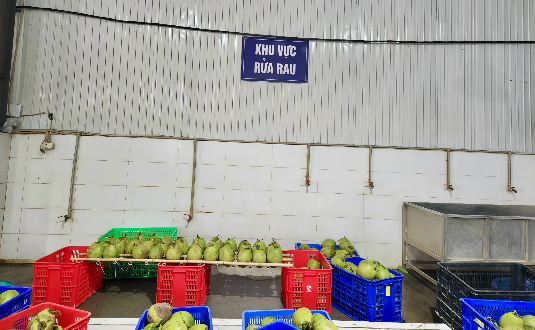 KHU VỰC
RỬA RAU